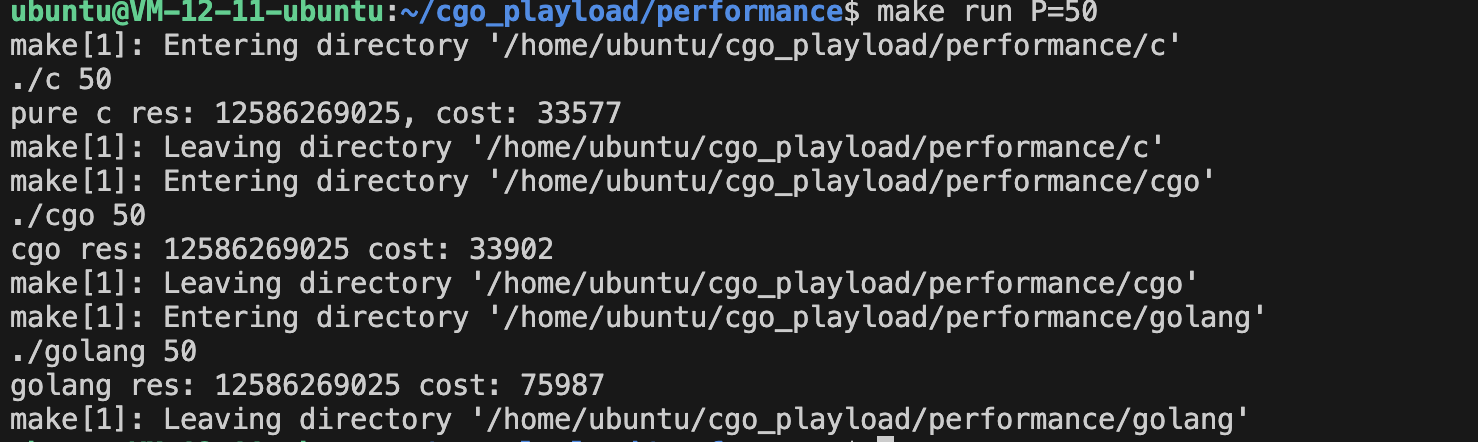 ubuntu@VM-12-11-ubuntu:~/cgo_playload/performance$ make run P=50
make[1]: Entering directory '/home/ubuntu/cgo_playload/performance/c'
./c 50
pure c res: 12586269025, cost: 33577
make[1]: Leaving directory '/home/ubuntu/cgo_playload/performance/c'
make[1]: Entering directory '/home/ubuntu/cgo_playload/performance/cgo'
./cgo 50
cgo res: 12586269025 cost: 33902
make[1]: Leaving directory '/home/ubuntu/cgo_playload/performance/cgo'
make[1]: Entering directory '/home/ubuntu/cgo_playload/performance/golang'
./golang 50
golang res: 12586269025 cost: 75987
make[1]: Leaving directory '/home/ubuntu/cgo_playload/performance/golang'